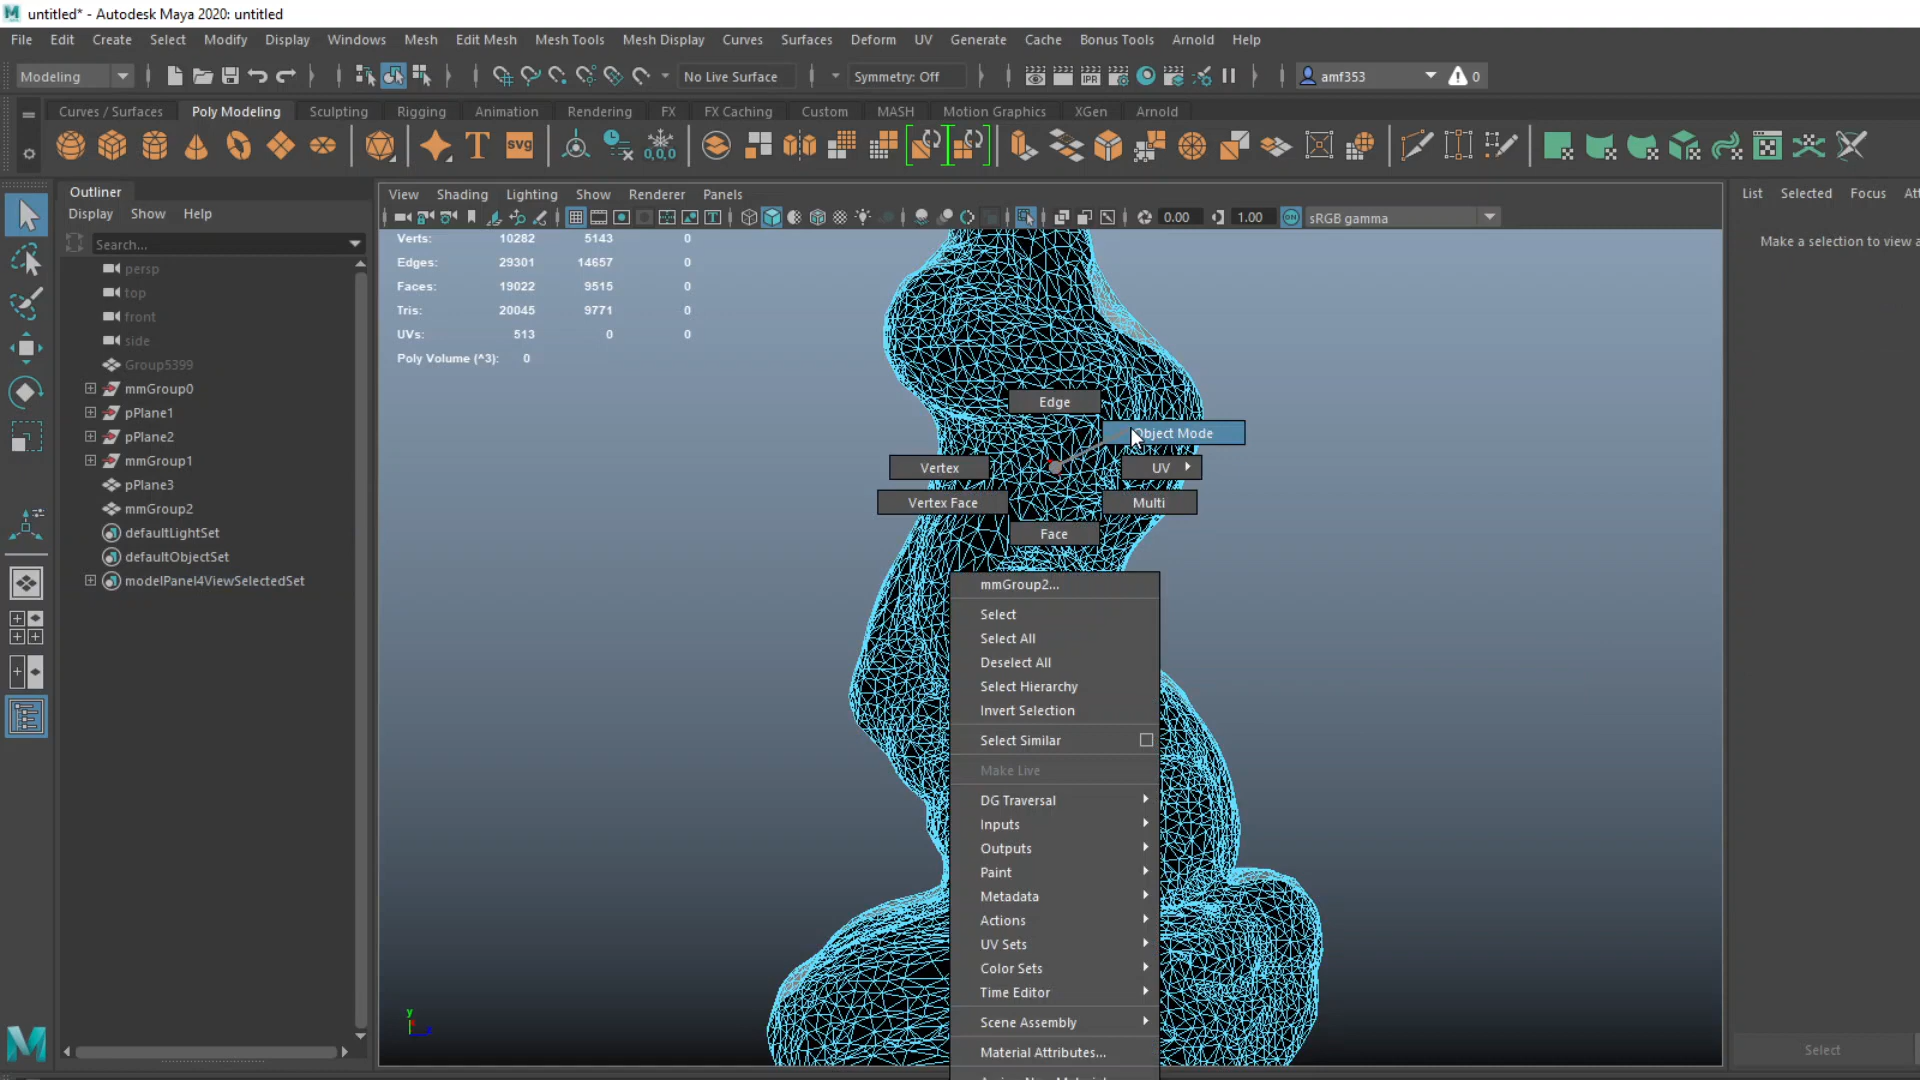 untitled* - Autodesk Maya 2020: untitled
File Edit Create Select Modify Display Windows Mesh Edit Mesh Mesh Tools Mesh Display Curves Surfaces Deform UV Generate Cache Bonus Tools Arnold Help
Modeling No Live Surface Symmetry: Off IPR amf353 0
Curves / Surfaces Poly Modeling Sculpting Rigging Animation Rendering FX FX Caching Custom MASH Motion Graphics XGen Arnold
T SVG 0,0,0
Outliner
Display Show Help
Search...
persp
top
front
side
Group5399
mmGroup0
pPlane1
pPlane2
mmGroup1
pPlane3
mmGroup2
defaultLightSet
defaultObjectSet
modelPanel4ViewSelectedSet
View Shading Lighting Show Renderer Panels
0.00 1.00 ON sRGB gamma
Verts: 10282 5143 0
Edges: 29301 14657 0
Faces: 19022 9515 0
Tris: 20045 9771 0
UVs: 513 0 0
Poly Volume (^3): 0
Edge
Object Mode
Vertex UV
Vertex Face Multi
Face
mmGroup2...
Select
Select All
Deselect All
Select Hierarchy
Invert Selection
Select Similar
Make Live
DG Traversal
Inputs
Outputs
Paint
Metadata
Actions
UV Sets
Color Sets
Time Editor
Scene Assembly
Material Attributes...
y
List Selected Focus Att
Make a selection to view a
Select